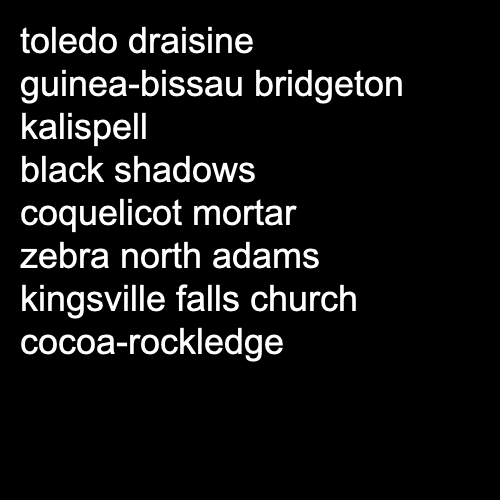 toledo draisine
guinea-bissau bridgeton
kalispell
black shadows
coquelicot mortar
zebra north adams
kingsville falls church
cocoa-rockledge